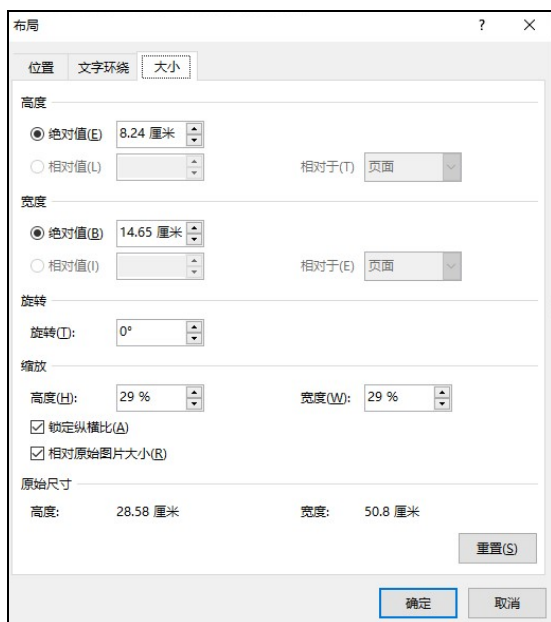 布局 ? ×
位置 文字环绕 大小
高度
绝对值(E) 8.24 厘米
相对值(L) 相对于(T) 页面
宽度
绝对值(B) 14.65 厘米
相对值(I) 相对于(E) 页面
旋转
旋转(T): 0°
缩放
高度(H): 29 % 宽度(W): 29 %
锁定纵横比(A)
相对原始图片大小(R)
原始尺寸
高度: 28.58 厘米 宽度: 50.8 厘米
重置(S)
确定 取消